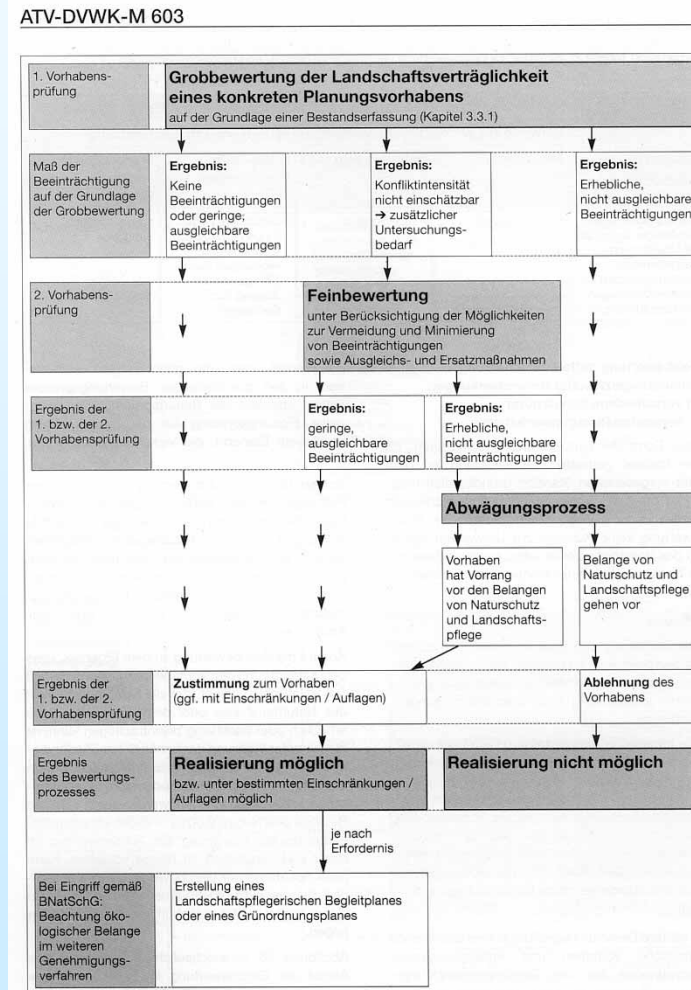 ATV-DVWK-M 603
1. Vorhabens-
prüfung
Grobbewertung der Landschaftsverträglichkeit
eines konkreten Planungsvorhabens
auf der Grundlage einer Bestandserfassung (Kapitel 3.3.1)
Maß der
Beeinträchtigung
auf der Grundlage
der Grobbewertung
Ergebnis:
Keine
Beeinträchtigungen
oder geringe,
ausgleichbare
Beeinträchtigungen
Ergebnis:
Konfliktintensität
nicht einschätzbar
→ zusätzlicher
Untersuchungs-
bedarf
Ergebnis:
Erhebliche,
nicht ausgleichbare
Beeinträchtigungen
2. Vorhabens-
prüfung
Feinbewertung
unter Berücksichtigung der Möglichkeiten
zur Vermeidung und Minimierung
von Beeinträchtigungen
sowie Ausgleichs- und Ersatzmaßnahmen
Ergebnis der
1. bzw. der 2.
Vorhabensprüfung
Ergebnis:
geringe,
ausgleichbare
Beeinträchtigungen
Ergebnis:
Erhebliche,
nicht ausgleichbare
Beeinträchtigungen
Abwägungsprozess
Vorhaben
hat Vorrang
vor den Belangen
von Naturschutz
und Landschafts-
pflege
Belange von
Naturschutz und
Landschaftspflege
gehen vor
Ergebnis der
1. bzw. der 2.
Vorhabensprüfung
Zustimmung zum Vorhaben
(ggf. mit Einschränkungen / Auflagen)
Ablehnung des
Vorhabens
Ergebnis
des Bewertungs-
prozesses
Realisierung möglich
bzw. unter bestimmten Einschränkungen /
Auflagen möglich
Realisierung nicht möglich
je nach
Erfordernis
Bei Eingriff gemäß
BNatSchG:
Beachtung öko-
logischer Belange
im weiteren
Genehmigungs-
verfahren
Erstellung eines
Landschaftspflegerischen Begleitplanes
oder eines Grünordnungsplanes